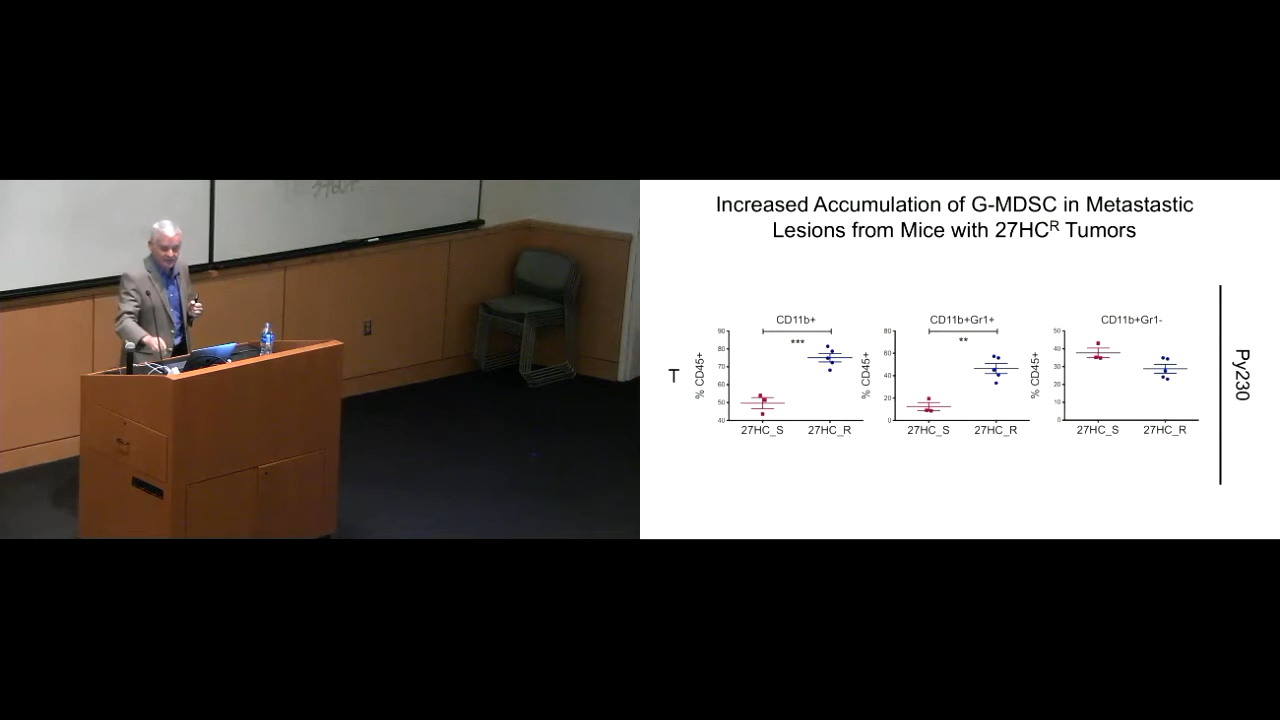 Increased Accumulation of G-MDSC in Metastastic
Lesions from Mice with 27HCᴿ Tumors
CD11b+
90
80
70
60
50
40
% CD45+
***
27HC_S
27HC_R
CD11b+Gr1+
80
60
40
20
0
% CD45+
**
27HC_S
27HC_R
CD11b+Gr1-
50
40
30
20
10
0
% CD45+
27HC_S
27HC_R
T
Py230